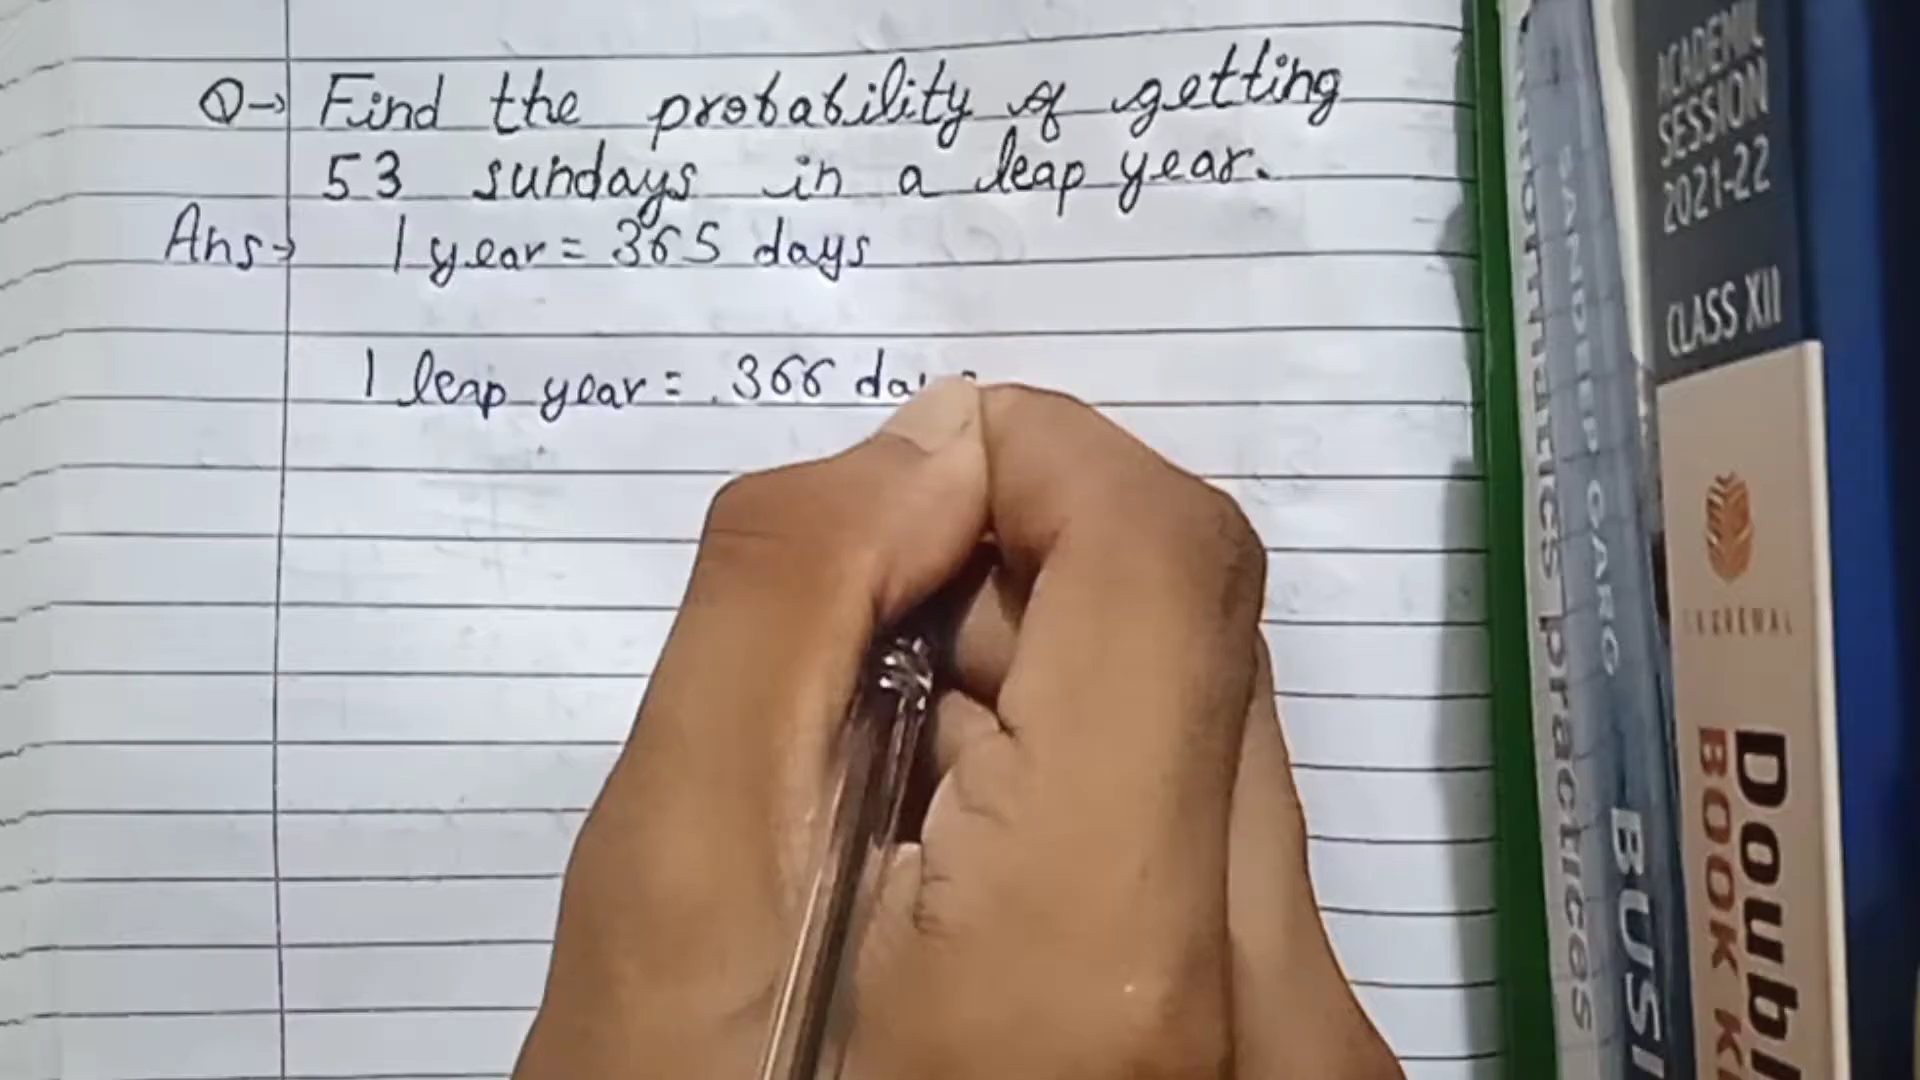 Q→ Find the probability of getting
53 sundays in a leap year.
Ans→ 1 year = 365 days
1 leap year = 366
ACADEMIC
SESSION
2021-22
CLASS XII
SANDEEP GARG
BUSI
practices
Doubl
BOOK K